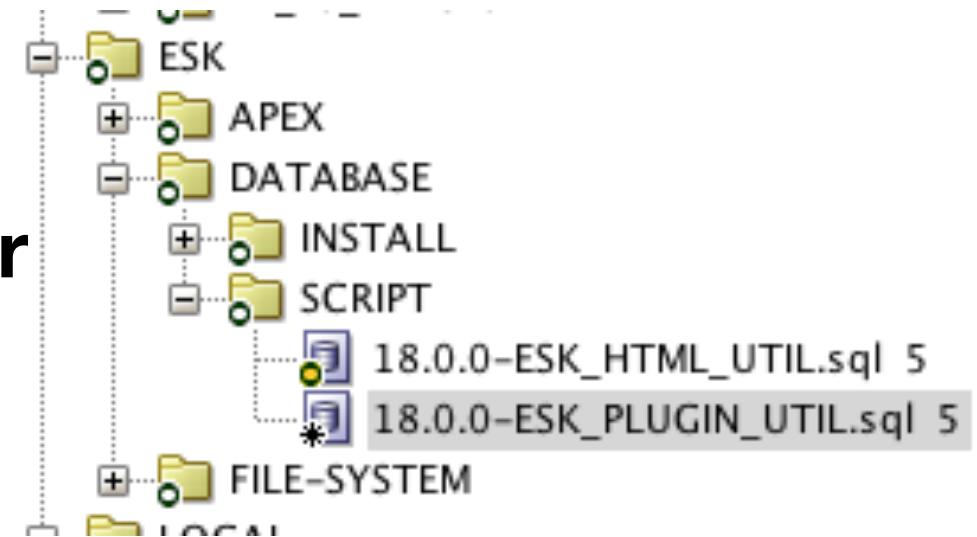 ESK
APEX
DATABASE
INSTALL
r
SCRIPT
18.0.0-ESK_HTML_UTIL.sql 5
18.0.0-ESK_PLUGIN_UTIL.sql 5
FILE-SYSTEM
LOCAL